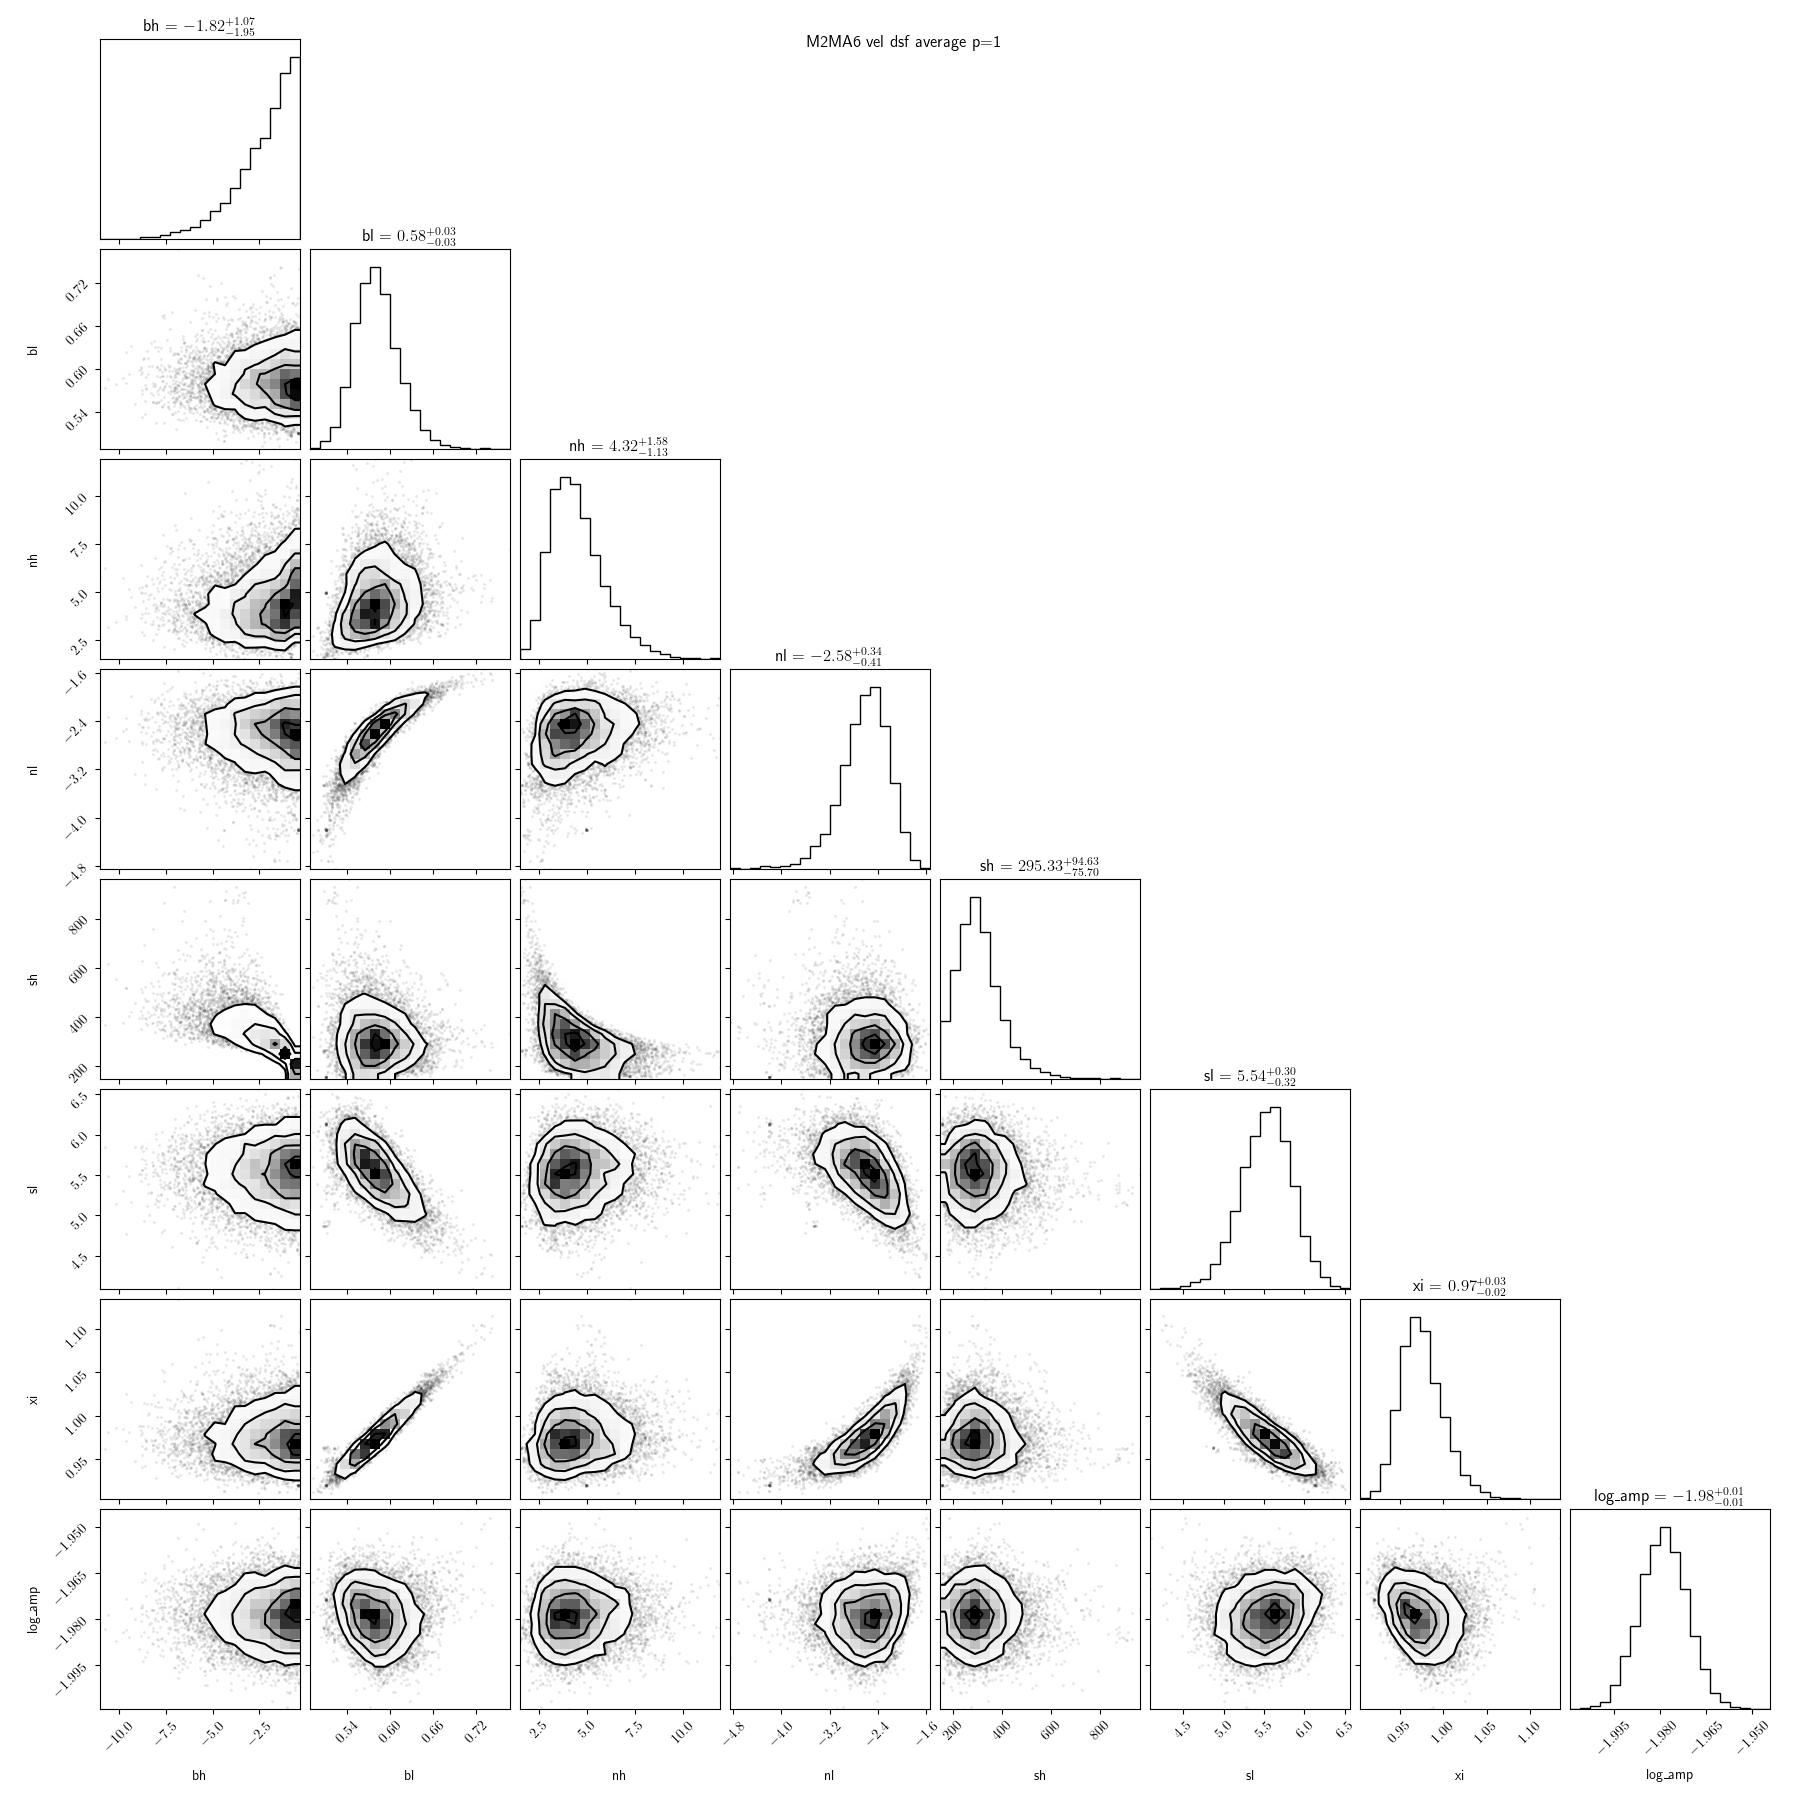 M2MA6 vel dsf average p=1
bh = −1.82 +1.07 −1.95
bl = 0.58 +0.03 −0.03
0.72
0.66
0.60
0.54
bl
nh = 4.32 +1.58 −1.13
10.0
7.5
5.0
2.5
nh
nl = −2.58 +0.34 −0.41
−1.6
−2.4
−3.2
−4.0
−4.8
nl
sh = 295.33 +94.63 −75.70
800
600
400
200
sh
sl = 5.54 +0.30 −0.32
6.5
6.0
5.5
5.0
4.5
sl
xi = 0.97 +0.03 −0.02
1.10
1.05
1.00
0.95
xi
log_amp = −1.98 +0.01 −0.01
−1.950
−1.965
−1.980
−1.995
log_amp
−10.0 −7.5 −5.0 −2.5 0.54 0.60 0.66 0.72 2.5 5.0 7.5 10.0 −4.8 −4.0 −3.2 −2.4 −1.6 200 400 600 800 4.5 5.0 5.5 6.0 6.5 0.95 1.00 1.05 1.10 −1.995 −1.980 −1.965 −1.950
bh bl nh nl sh sl xi log_amp